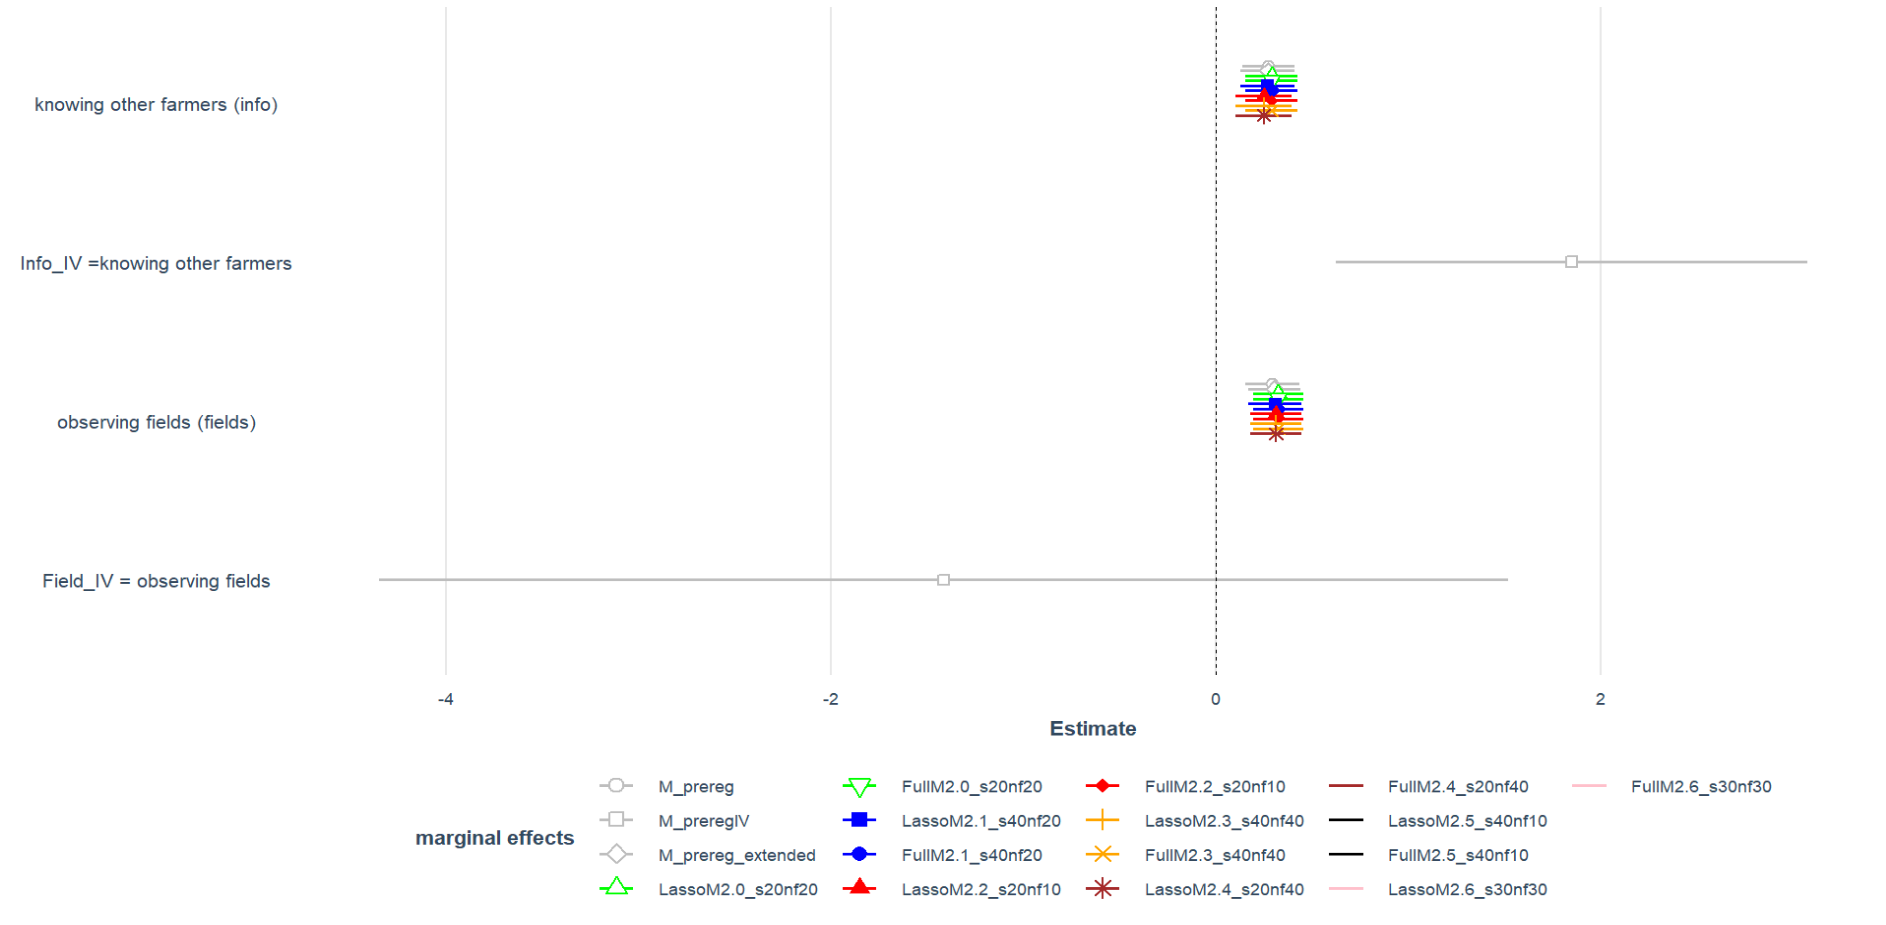 knowing other farmers (info)
Info_IV =knowing other farmers
observing fields (fields)
Field_IV = observing fields
-4 -2 0 2
Estimate
marginal effects
M_prereg FullM2.0_s20nf20 FullM2.2_s20nf10 FullM2.4_s20nf40 FullM2.6_s30nf30
M_preregIV LassoM2.1_s40nf20 LassoM2.3_s40nf40 LassoM2.5_s40nf10
M_prereg_extended FullM2.1_s40nf20 FullM2.3_s40nf40 FullM2.5_s40nf10
LassoM2.0_s20nf20 LassoM2.2_s20nf10 LassoM2.4_s20nf40 LassoM2.6_s30nf30